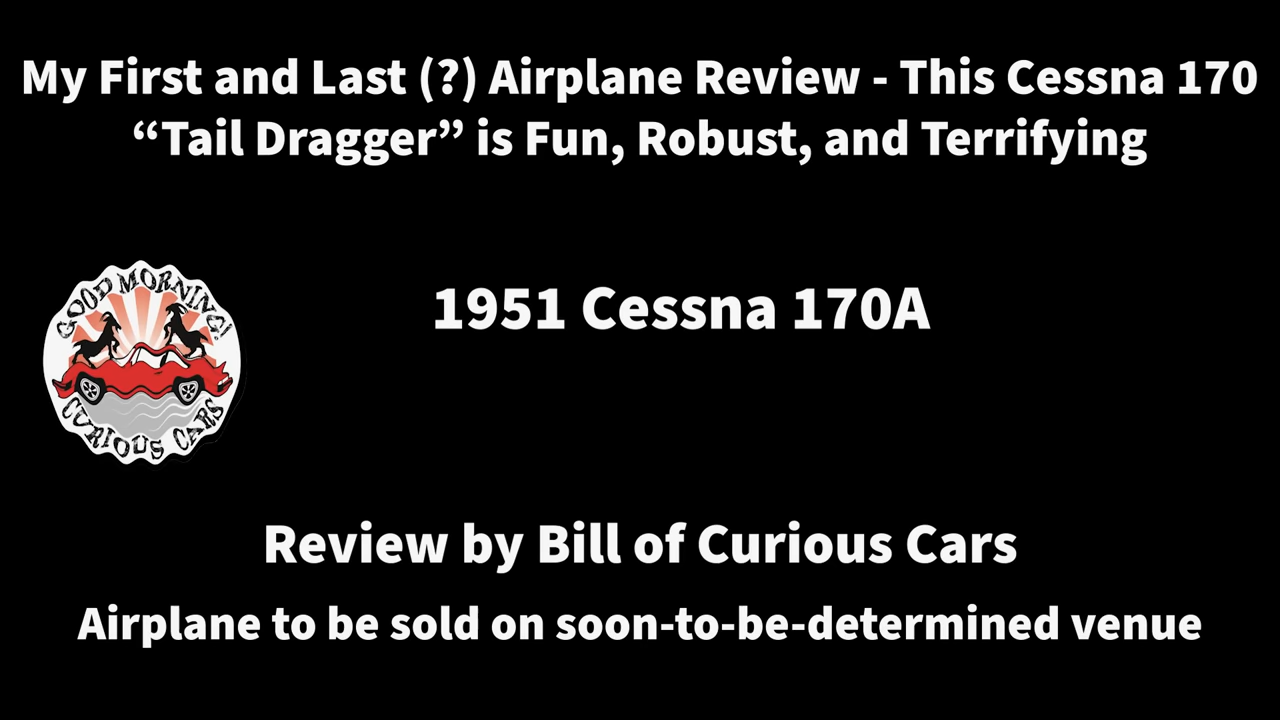 My First and Last (?) Airplane Review - This Cessna 170
“Tail Dragger” is Fun, Robust, and Terrifying
GOOD MORNING!
1951 Cessna 170A
CURIOUS CARS
Review by Bill of Curious Cars
Airplane to be sold on soon-to-be-determined venue